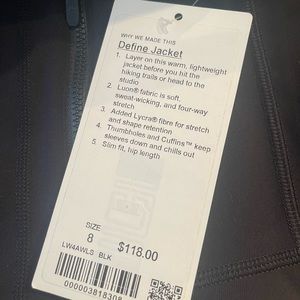 WHY WE MADE THIS
Define Jacket
1. Layer on this warm, lightweight
jacket before you hit the
hiking trails or head to the
studio
2. Luon® fabric is soft,
sweat-wicking, and four-way
stretch
3. Added Lycra® fibre for stretch
and shape retention
4. Thumbholes and Cuffins™ keep
sleeves down and chills out
5. Slim fit, hip length
SIZE
8 $118.00
LW4AWLS BLK